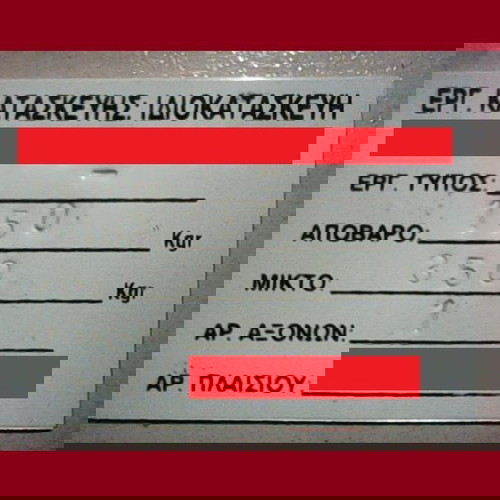 ΕΡΓ. ΚΑΤΑΣΚΕΥΗΣ: ΙΔΙΟΚΑΤΑΣΚΕΥΗ
ΕΡΓ. ΤΥΠΟΣ:
ΑΠΟΒΑΡΟ: Kgr
ΜΙΚΤΟ: Kgr
ΑΡ. ΑΞΟΝΩΝ:
ΑΡ. ΠΛΑΙΣΙΟΥ